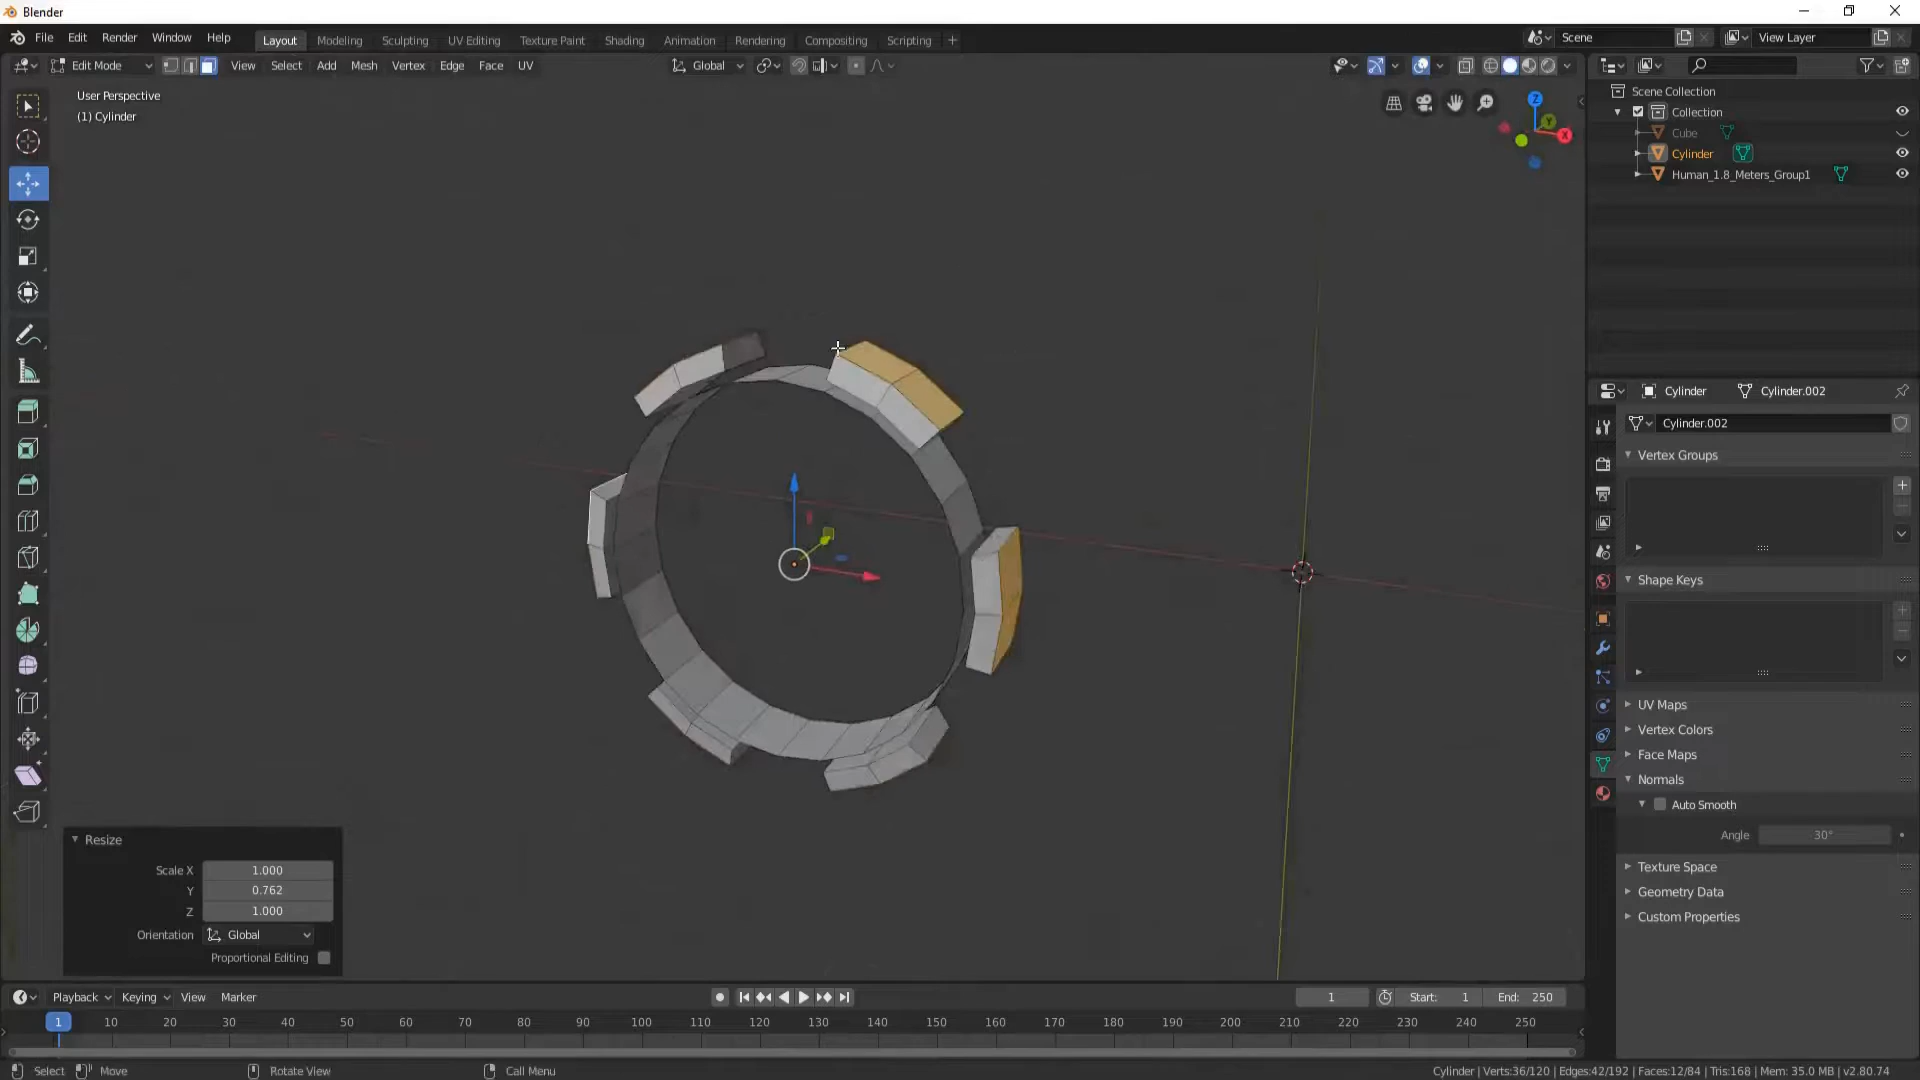 Blender
File Edit Render Window Help
Layout Modeling Sculpting UV Editing Texture Paint Shading Animation Rendering Compositing Scripting +
Scene
View Layer
Edit Mode
View Select Add Mesh Vertex Edge Face UV
Global
User Perspective
(1) Cylinder
Z
Y
X
Scene Collection
Collection
Cube
Cylinder
Human_1.8_Meters_Group1
Cylinder
Cylinder.002
Cylinder.002
Vertex Groups
Shape Keys
UV Maps
Vertex Colors
Face Maps
Normals
Auto Smooth
Angle 30°
Texture Space
Geometry Data
Custom Properties
Resize
Scale X 1.000
Y 0.762
Z 1.000
Orientation Global
Proportional Editing
Playback Keying View Marker
1
Start: 1
End: 250
1 10 20 30 40 50 60 70 80 90 100 110 120 130 140 150 160 170 180 190 200 210 220 230 240 250
Select Move Rotate View Call Menu
Cylinder | Verts:36/120 | Edges:42/192 | Faces:12/84 | Tris:168 | Mem: 35.0 MB | v2.80.74